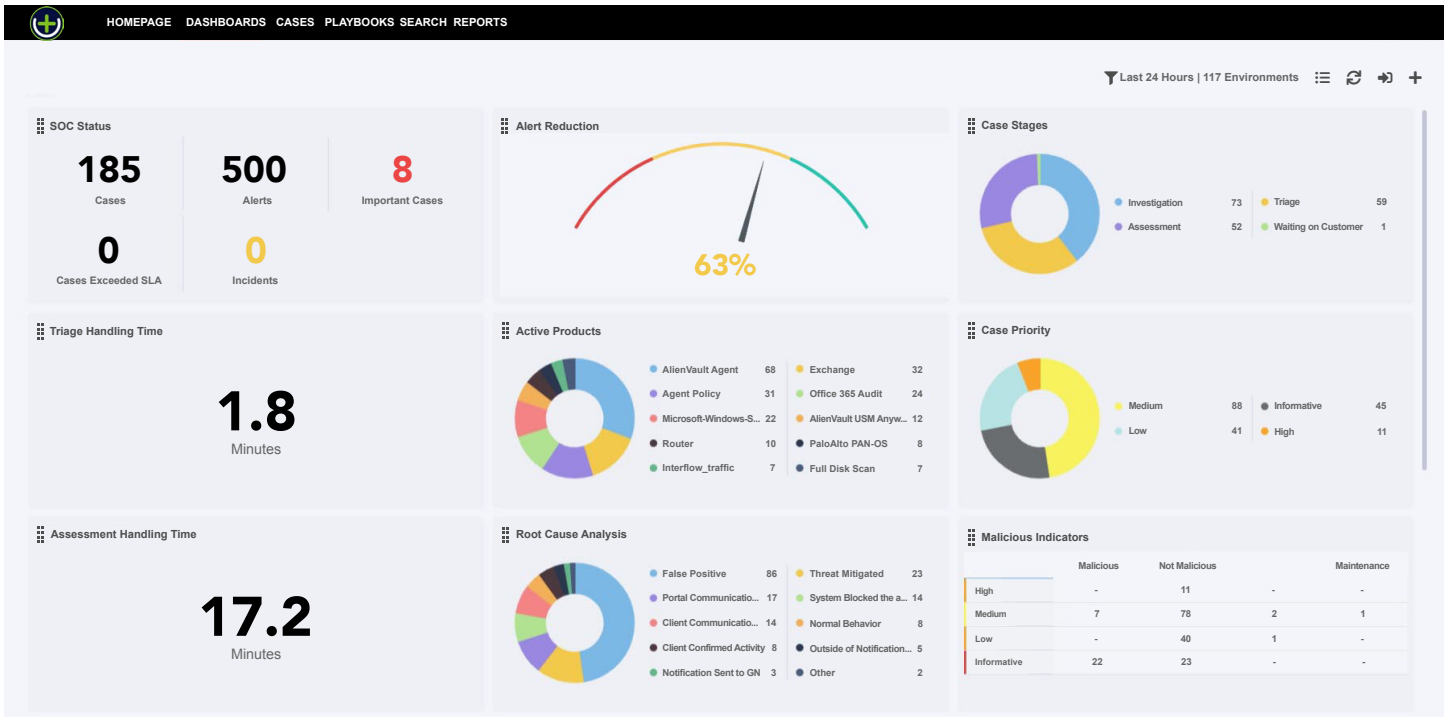 HOMEPAGE DASHBOARDS CASES PLAYBOOKS SEARCH REPORTS
Last 24 Hours | 117 Environments
SOC Status
185
Cases
500
Alerts
8
Important Cases
0
Cases Exceeded SLA
0
Incidents
Alert Reduction
63%
Case Stages
Investigation 73
Triage 59
Assessment 52
Waiting on Customer 1
Triage Handling Time
1.8
Minutes
Active Products
AlienVault Agent 68
Exchange 32
Agent Policy 31
Office 365 Audit 24
Microsoft-Windows-S... 22
AlienVault USM Anyw... 12
Router 10
PaloAlto PAN-OS 8
Interflow_traffic 7
Full Disk Scan 7
Case Priority
Medium 88
Informative 45
Low 41
High 11
Assessment Handling Time
17.2
Minutes
Root Cause Analysis
False Positive 86
Threat Mitigated 23
Portal Communicatio... 17
System Blocked the a... 14
Client Communicatio... 14
Normal Behavior 8
Client Confirmed Activity 8
Outside of Notification... 5
Notification Sent to GN 3
Other 2
Malicious Indicators
Malicious Not Malicious Maintenance
High - 11 - -
Medium 7 78 2 1
Low - 40 1 -
Informative 22 23 - -